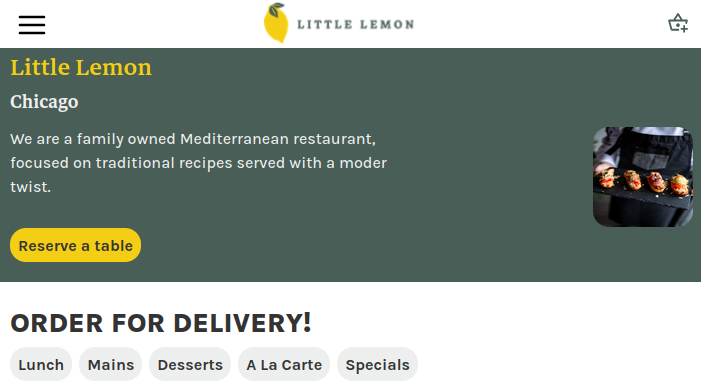 LITTLE LEMON
Little Lemon
Chicago
We are a family owned Mediterranean restaurant,
focused on traditional recipes served with a moder
twist.
Reserve a table
ORDER FOR DELIVERY!
Lunch Mains Desserts A La Carte Specials